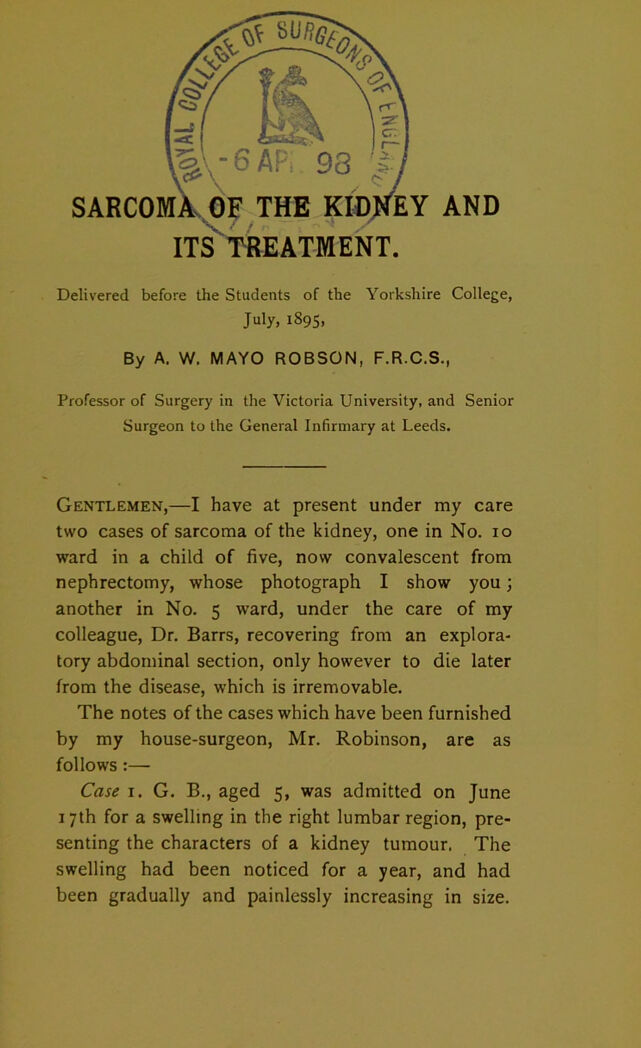 ROYAL COLLEGE OF SURGEONS OF ENGLAND
-6 AP. 98
SARCOMA OF THE KIDNEY AND
ITS TREATMENT.
Delivered before the Students of the Yorkshire College,
July, 1895,
By A. W. MAYO ROBSON, F.R.C.S.,
Professor of Surgery in the Victoria University, and Senior
Surgeon to the General Infirmary at Leeds.
GENTLEMEN,—I have at present under my care
two cases of sarcoma of the kidney, one in No. 10
ward in a child of five, now convalescent from
nephrectomy, whose photograph I show you;
another in No. 5 ward, under the care of my
colleague, Dr. Barrs, recovering from an explora-
tory abdominal section, only however to die later
from the disease, which is irremovable.
The notes of the cases which have been furnished
by my house-surgeon, Mr. Robinson, are as
follows:—
Case 1. G. B., aged 5, was admitted on June
17th for a swelling in the right lumbar region, pre-
senting the characters of a kidney tumour. The
swelling had been noticed for a year, and had
been gradually and painlessly increasing in size.